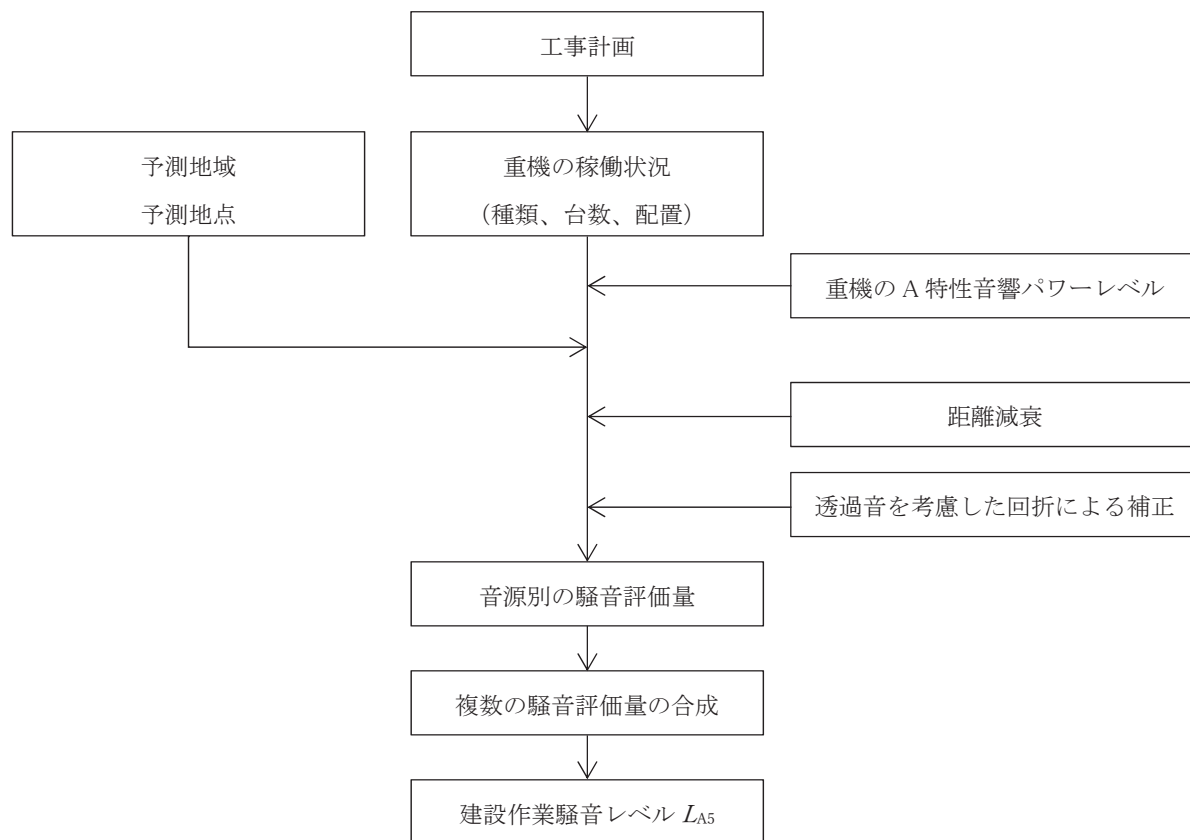 工事計画
予測地域
予測地点
重機の稼働状況
（種類、台数、配置）
重機の A 特性音響パワーレベル
距離減衰
透過音を考慮した回折による補正
音源別の騒音評価量
複数の騒音評価量の合成
建設作業騒音レベル LA5